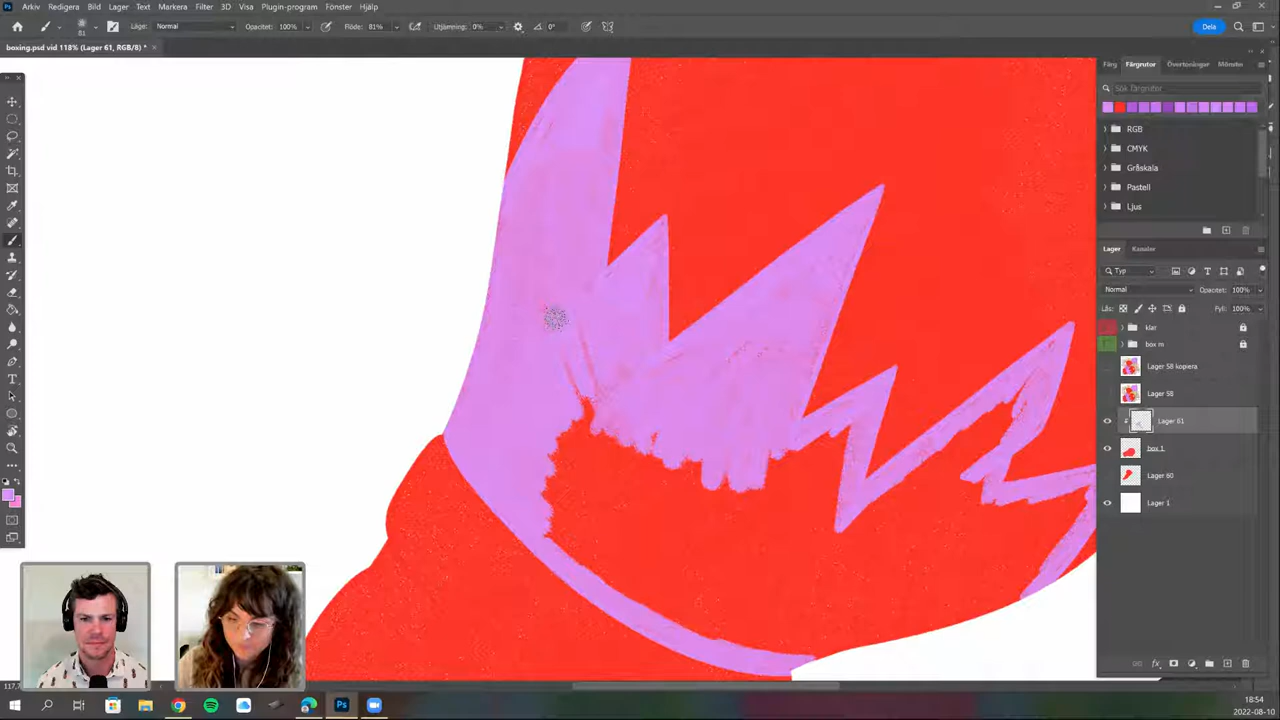 Arkiv Redigera Bild Lager Text Markera Filter 3D Visa Plugin-program Fönster Hjälp
81 Läge: Normal Opacitet: 100% Flöde: 81% Utjämning: 0% 0° Dela
boxing.psd vid 118% (Lager 61, RGB/8) *
Färg Färgrutor Övertoningar Mönster
Sök färgrutor...
RGB
CMYK
Gråskala
Pastell
Ljus
Lager Kanaler
Typ
Normal Opacitet: 100%
Lås: Fyll: 100%
klar
box m
Lager 58 kopiera
Lager 58
Lager 61
box 1
Lager 60
Lager 1
18:54
2022-08-10